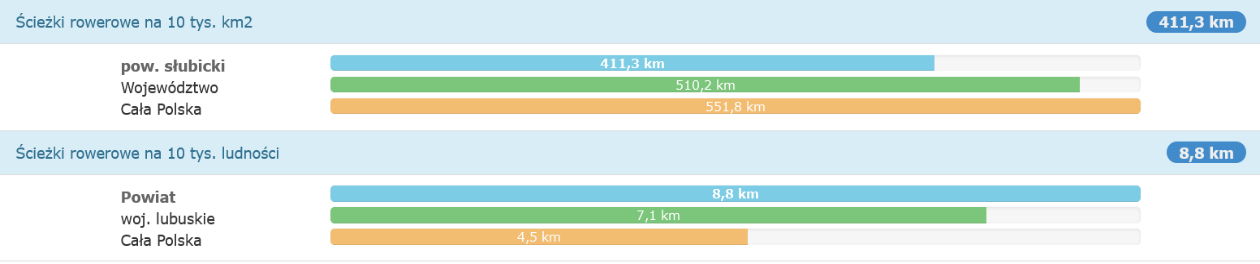 Ścieżki rowerowe na 10 tys. km2 411,3 km
pow. słubicki 411,3 km
Województwo 510,2 km
Cała Polska 551,8 km
Ścieżki rowerowe na 10 tys. ludności 8,8 km
Powiat 8,8 km
woj. lubuskie 7,1 km
Cała Polska 4,5 km